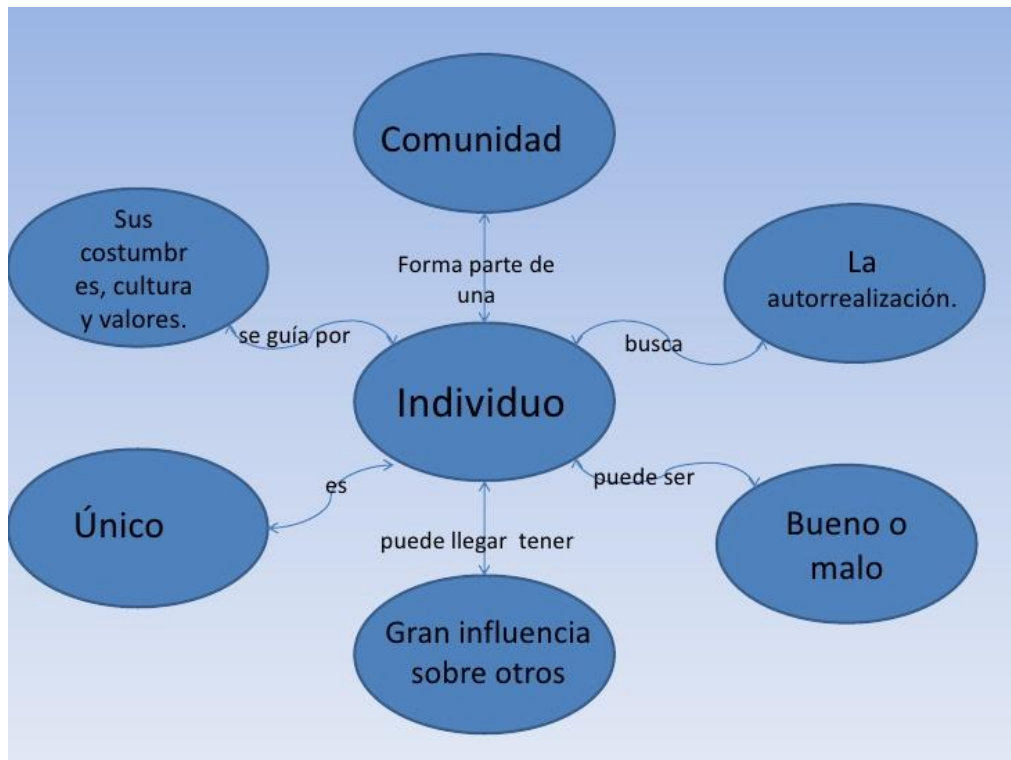 Comunidad
Forma parte de
una
Sus
costumbr
es, cultura
y valores.
se guía por
La
autorrealización.
busca
Individuo
Único
es
puede ser
Bueno o
malo
puede llegar  tener
Gran influencia
sobre otros